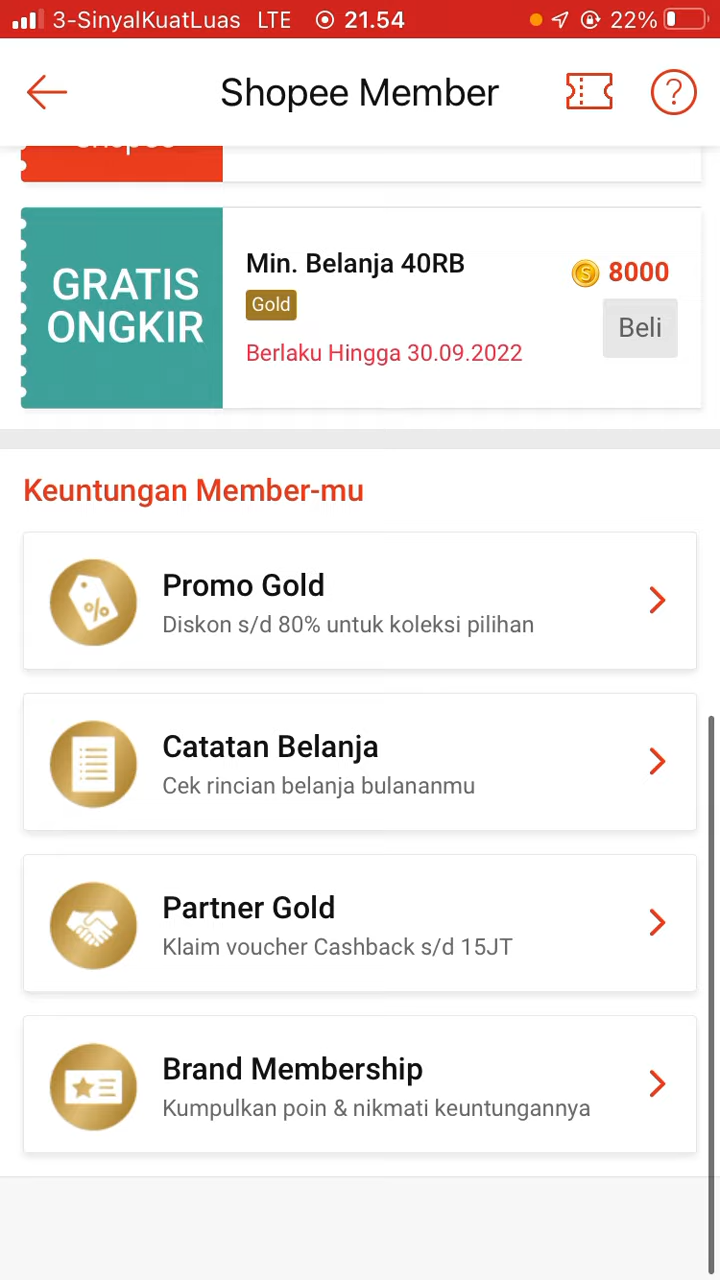 3-SinyalKuatLuas LTE 21.54 22%
Shopee Member
?
GRATIS
ONGKIR
Min. Belanja 40RB
Gold
Berlaku Hingga 30.09.2022
S 8000
Beli
Keuntungan Member-mu
%
Promo Gold
Diskon s/d 80% untuk koleksi pilihan
Catatan Belanja
Cek rincian belanja bulananmu
Partner Gold
Klaim voucher Cashback s/d 15JT
Brand Membership
Kumpulkan poin & nikmati keuntungannya